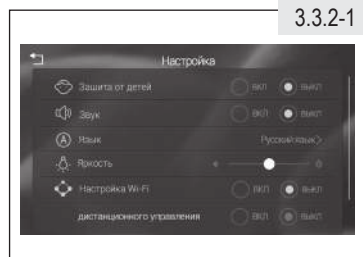 3.3.2-1
Настройка
Защита от детей ВКЛ ВЫКЛ
Звук ВКЛ ВЫКЛ
Язык Русский язык >
Яркость
Настройка Wi-Fi ВКЛ ВЫКЛ
дистанционного управления ВКЛ ВЫКЛ